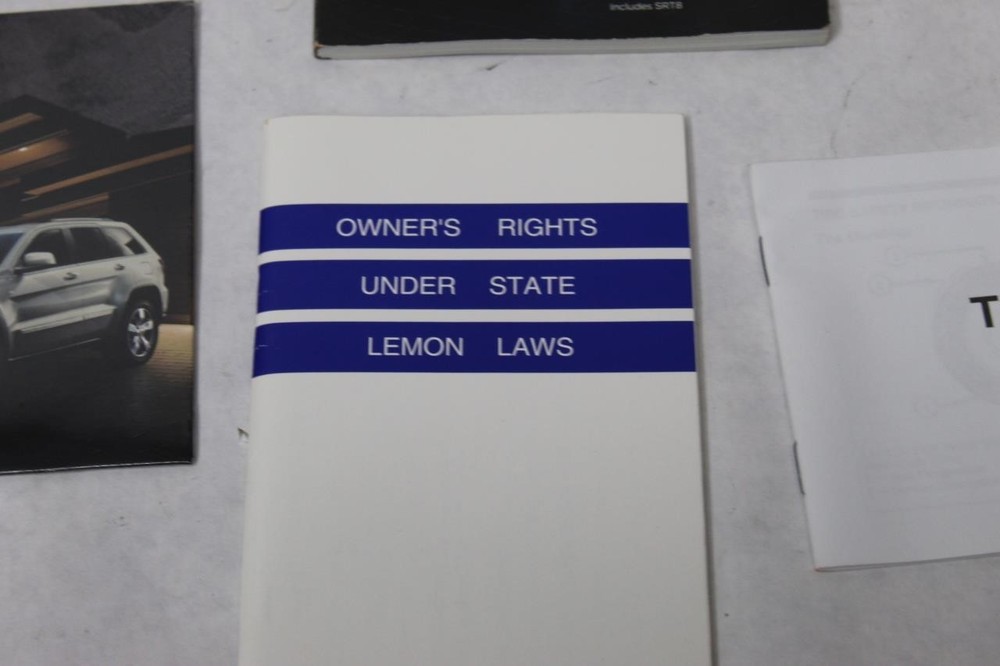 Includes SRT8
OWNER'S RIGHTS
UNDER STATE
LEMON LAWS
T